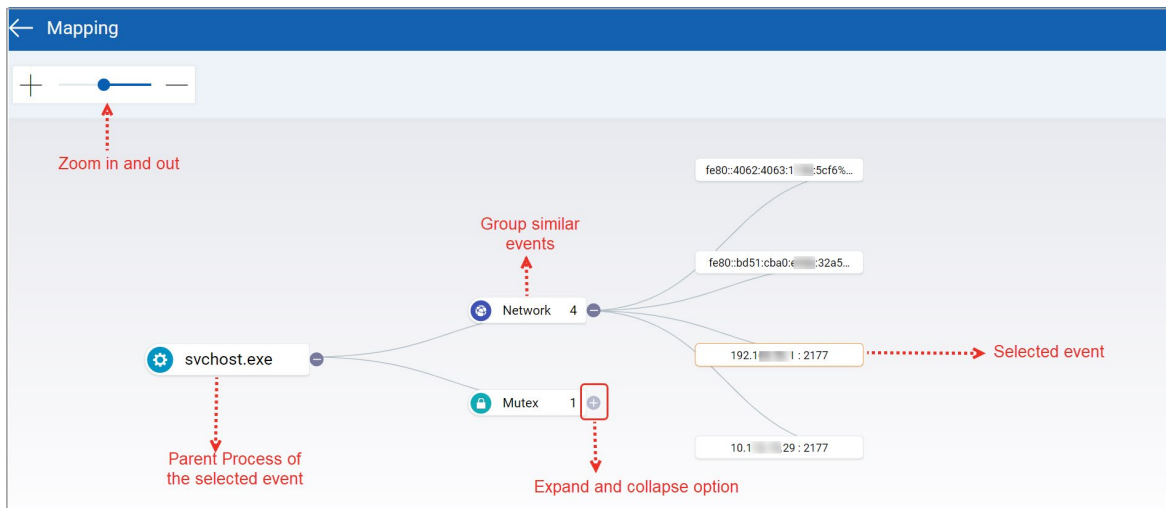 Mapping
Zoom in and out
fe80::4062:4063:1 :5cf6%...
Group similar
events
fe80::bd51:cba0: :32a5...
Network 4
svchost.exe
192.1 : 2177
Selected event
Mutex 1
Parent Process of
the selected event
10.1 .29 : 2177
Expand and collapse option